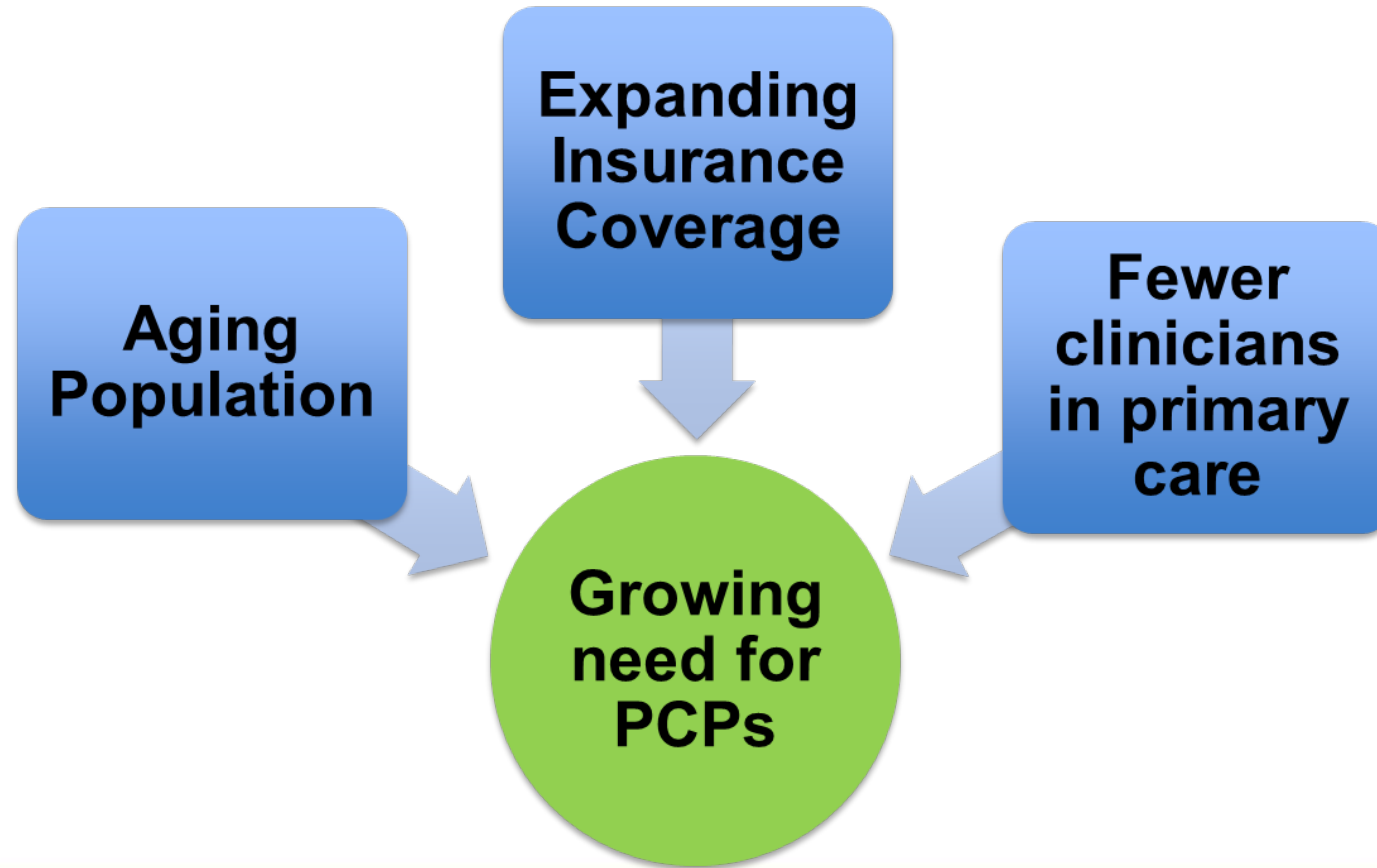 Expanding
Insurance
Coverage
Aging
Population
Fewer
clinicians
in primary
care
Growing
need for
PCPs